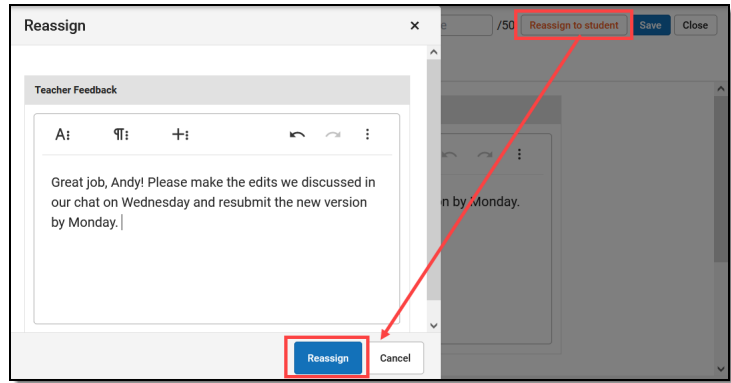 Reassign
/50 Reassign to student Save Close
Teacher Feedback
Great job, Andy! Please make the edits we discussed in
our chat on Wednesday and resubmit the new version
by Monday.
n by Monday.
Reassign Cancel